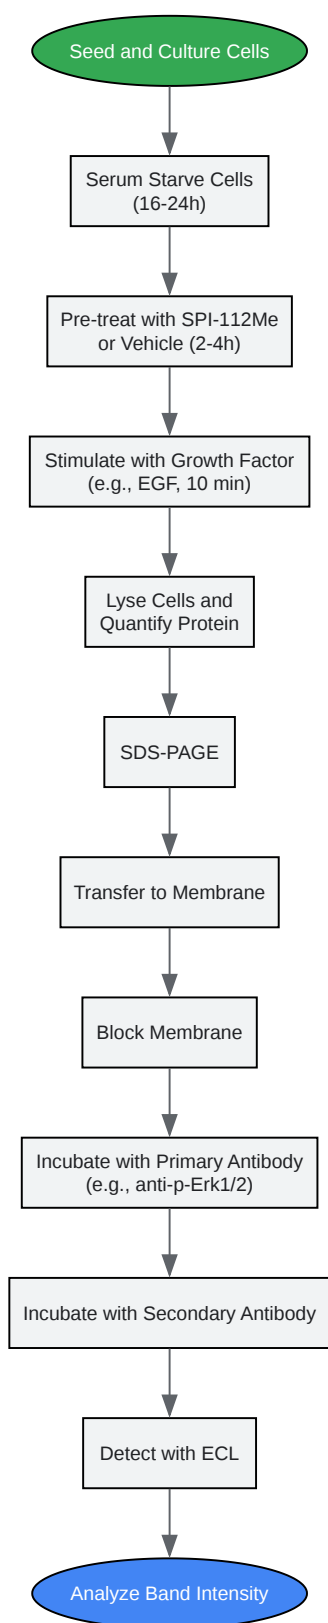 Seed and Culture Cells
Serum Starve Cells
(16-24h)
Pre-treat with SPI-112Me
or Vehicle (2-4h)
Stimulate with Growth Factor
(e.g., EGF, 10 min)
Lyse Cells and
Quantify Protein
SDS-PAGE
Transfer to Membrane
Block Membrane
Incubate with Primary Antibody
(e.g., anti-p-Erk1/2)
Incubate with Secondary Antibody
Detect with ECL
Analyze Band Intensity